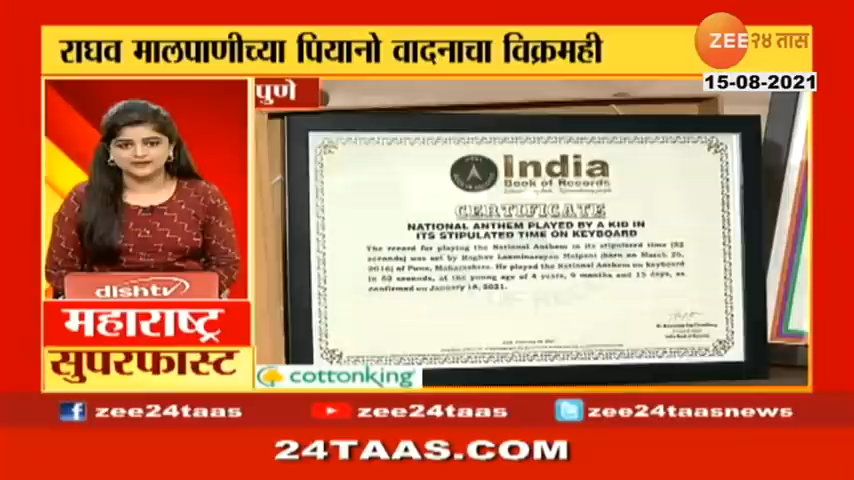 राघव मालपाणीच्या पियानो वादनाचा विक्रमही
ZEE २४ तास
15-08-2021
पुणे
India
Book of Records
CERTIFICATE
NATIONAL ANTHEM PLAYED BY A KID IN
ITS STIPULATED TIME ON KEYBOARD
The record for playing the National Anthem in its stipulated time (52
seconds) was set by Raghav Laxminarayan Malpani (born on March
2016) of Pune, Maharashtra. He played the National Anthem on keyboard
in 52 seconds, at the young age of 4 years, 9 months and 15 days, as
confirmed on January 2021.
India Book of Records
dishtv
महाराष्ट्र
सुपरफास्ट
cottonking
zee24taas
zee24taas
zee24taasnews
24TAAS.COM